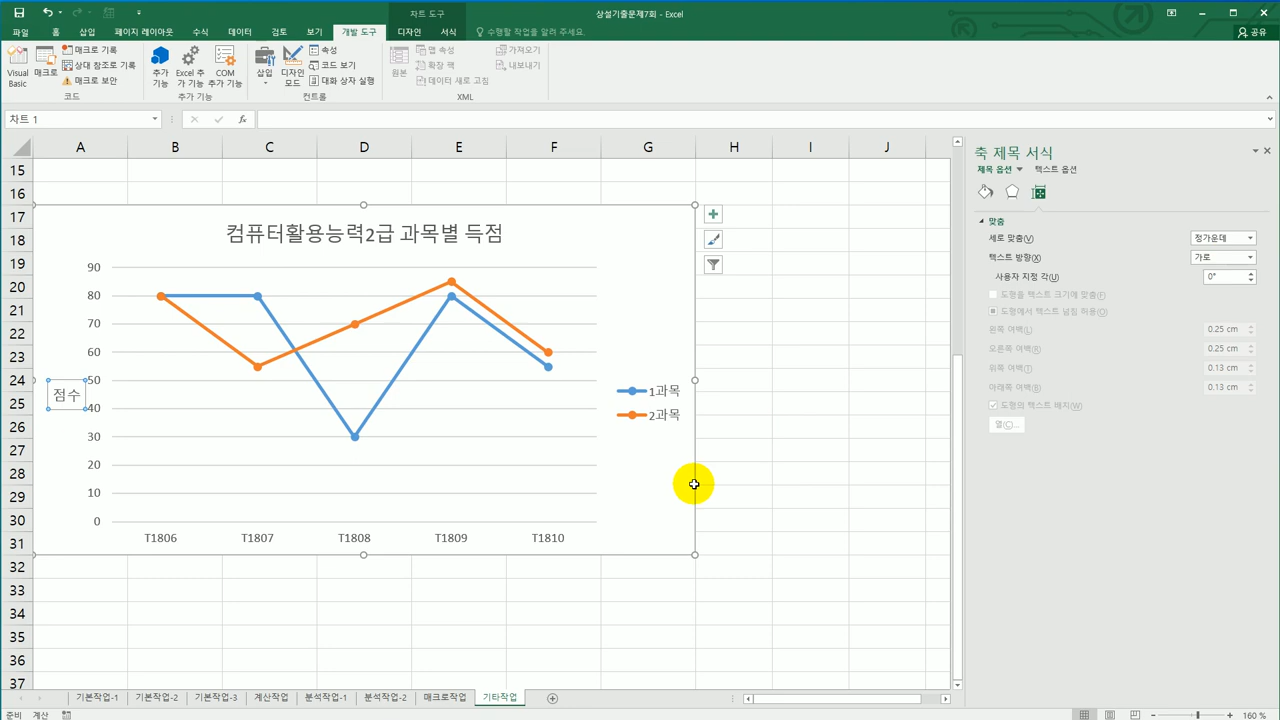 차트 도구
상설기출문제7회 - Excel
파일 홈 삽입 페이지 레이아웃 수식 데이터 검토 보기 개발 도구 디자인 서식 수행할 작업을 알려 주세요. 공유
Visual Basic
매크로
매크로 기록
상대 참조로 기록
매크로 보안
코드
추가 기능
Excel 추가 기능
COM 추가 기능
추가 기능
삽입
디자인 모드
속성
코드 보기
대화 상자 실행
컨트롤
원본
맵 속성
확장 팩
데이터 새로 고침
가져오기
내보내기
XML
차트 1
fx
A B C D E F G H I J
15
16
17
18
19
20
21
22
23
24
25
26
27
28
29
30
31
32
33
34
35
36
37
컴퓨터활용능력2급 과목별 득점
90
80
70
60
50
40
30
20
10
0
점수
T1806 T1807 T1808 T1809 T1810
1과목
2과목
축 제목 서식
제목 옵션 텍스트 옵션
맞춤
세로 맞춤(V) 정가운데
텍스트 방향(X) 가로
사용자 지정 각(U) 0°
도형을 텍스트 크기에 맞춤(F)
도형에서 텍스트 넘침 허용(O)
왼쪽 여백(L) 0.25 cm
오른쪽 여백(R) 0.25 cm
위쪽 여백(T) 0.13 cm
아래쪽 여백(B) 0.13 cm
도형의 텍스트 배치(W)
열(C)...
기본작업-1 기본작업-2 기본작업-3 계산작업 분석작업-1 분석작업-2 매크로작업 기타작업
준비 계산 160 %